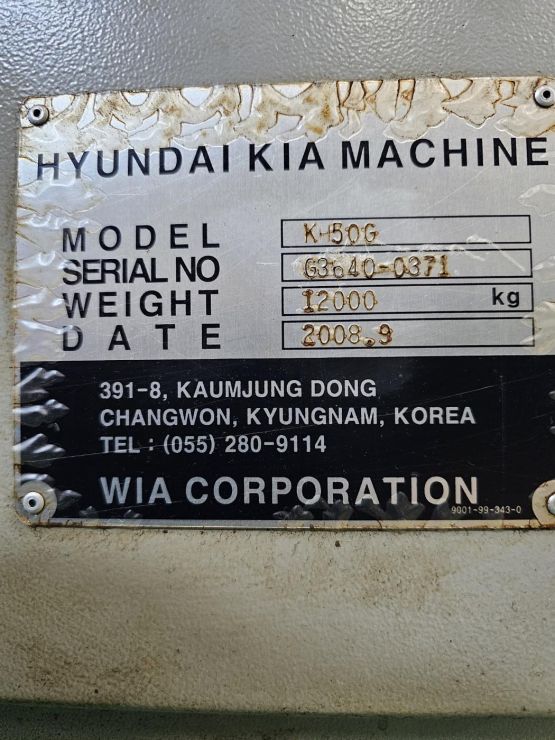 HYUNDAI KIA MACHINE
MODEL K-50G
SERIAL NO G3640-0371
WEIGHT 12000 kg
DATE 2008.9
391-8, KAUMJUNG DONG
CHANGWON, KYUNGNAM, KOREA
TEL : (055) 280-9114
WIA CORPORATION
9001-99-343-0